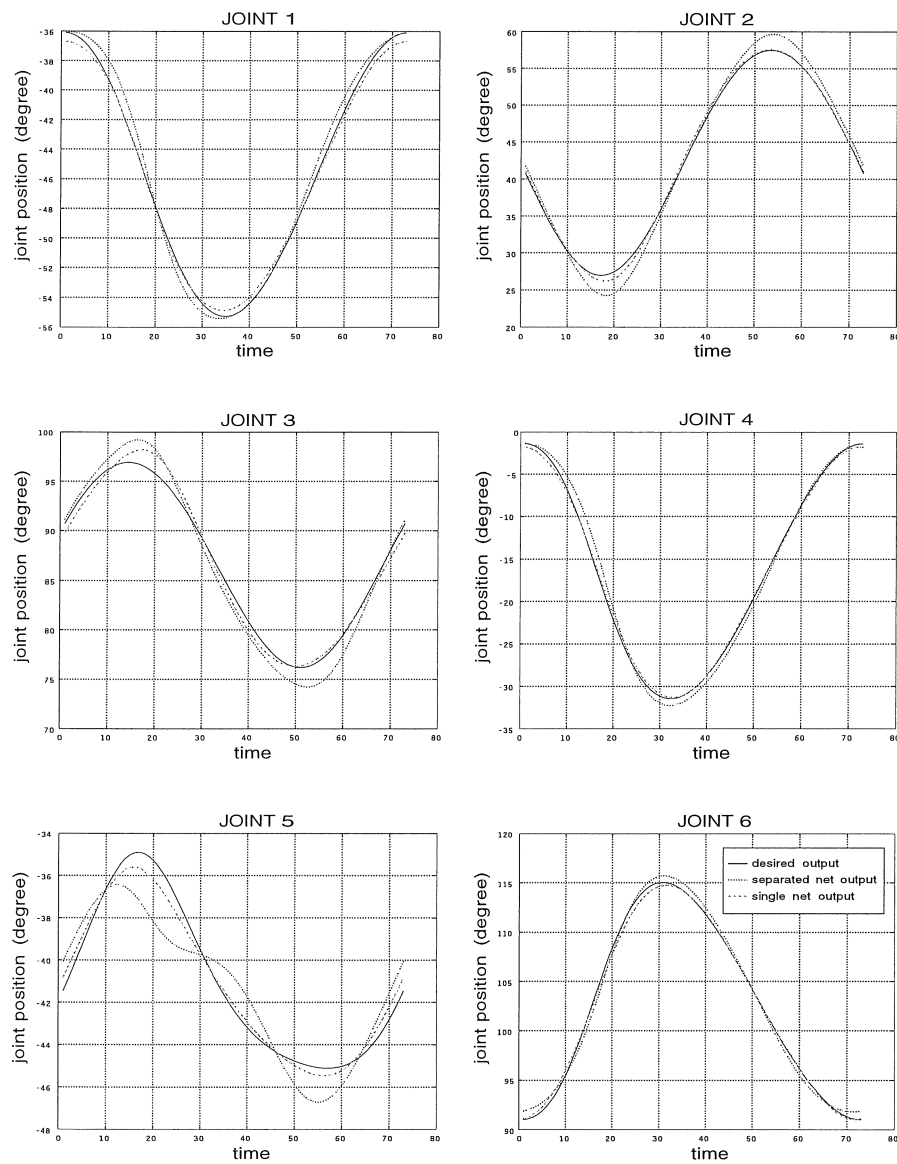 JOINT 1
-36
-38
-40
-42
-44
-46
-48
-50
-52
-54
-56
joint position (degree)
0 10 20 30 40 50 60 70 80
time
JOINT 2
60
55
50
45
40
35
30
25
20
joint position (degree)
0 10 20 30 40 50 60 70 80
time
JOINT 3
100
95
90
85
80
75
70
joint position (degree)
0 10 20 30 40 50 60 70 80
time
JOINT 4
0
-5
-10
-15
-20
-25
-30
-35
joint position (degree)
0 10 20 30 40 50 60 70 80
time
JOINT 5
-34
-36
-38
-40
-42
-44
-46
-48
joint position (degree)
0 10 20 30 40 50 60 70 80
time
JOINT 6
120
115
110
105
100
95
90
joint position (degree)
0 10 20 30 40 50 60 70 80
time
desired output
separated net output
single net output